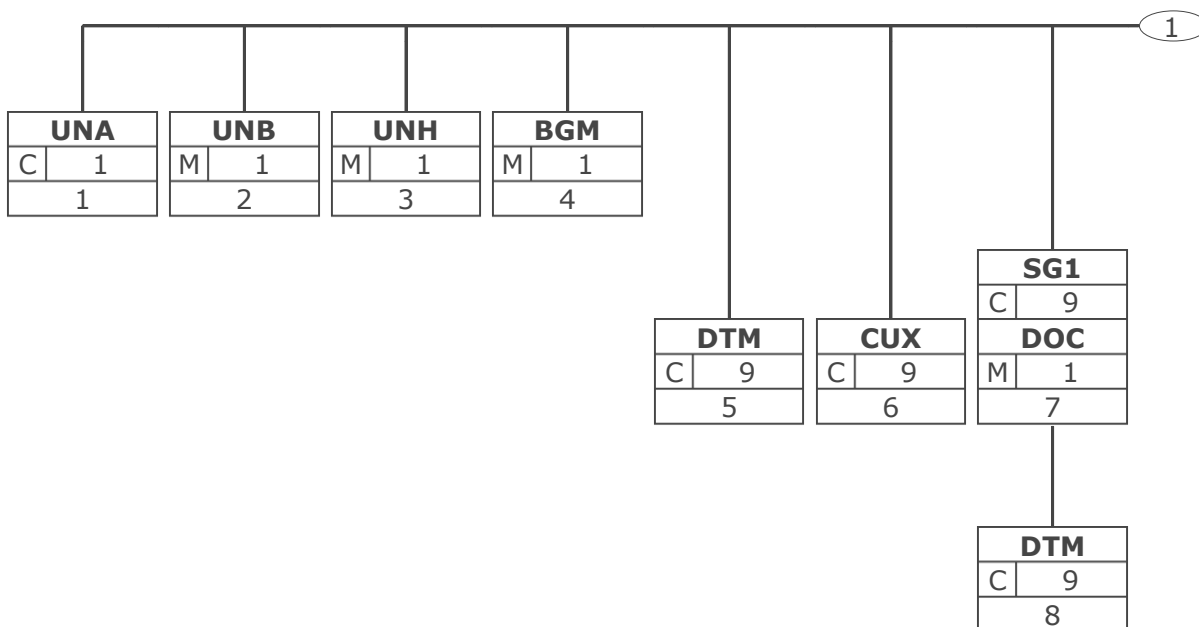 1
UNA UNB UNH BGM
C 1 M 1 M 1 M 1
1 2 3 4
SG1
C 9
DTM CUX DOC
C 9 C 9 M 1
5 6 7
DTM
C 9
8